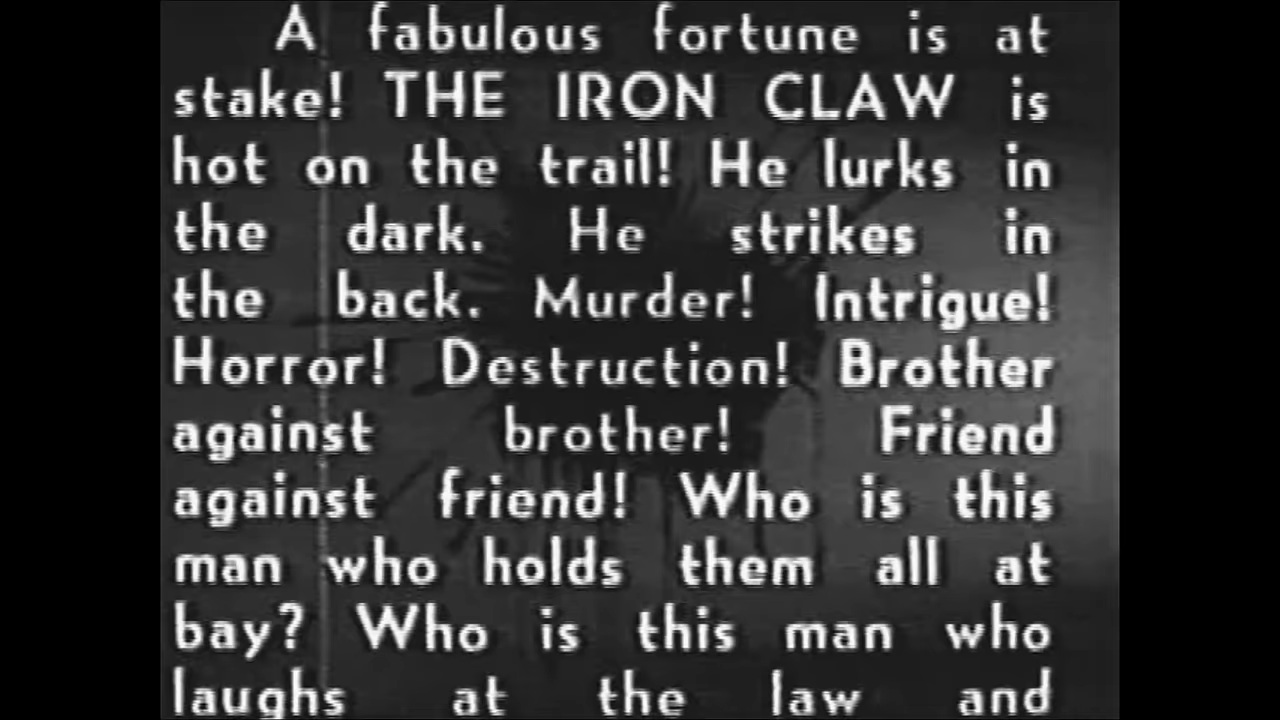 A fabulous fortune is at
stake! THE IRON CLAW is
hot on the trail! He lurks in
the dark. He strikes in
the back. Murder! Intrigue!
Horror! Destruction! Brother
against brother! Friend
against friend! Who is this
man who holds them all at
bay? Who is this man who
laughs at the law and